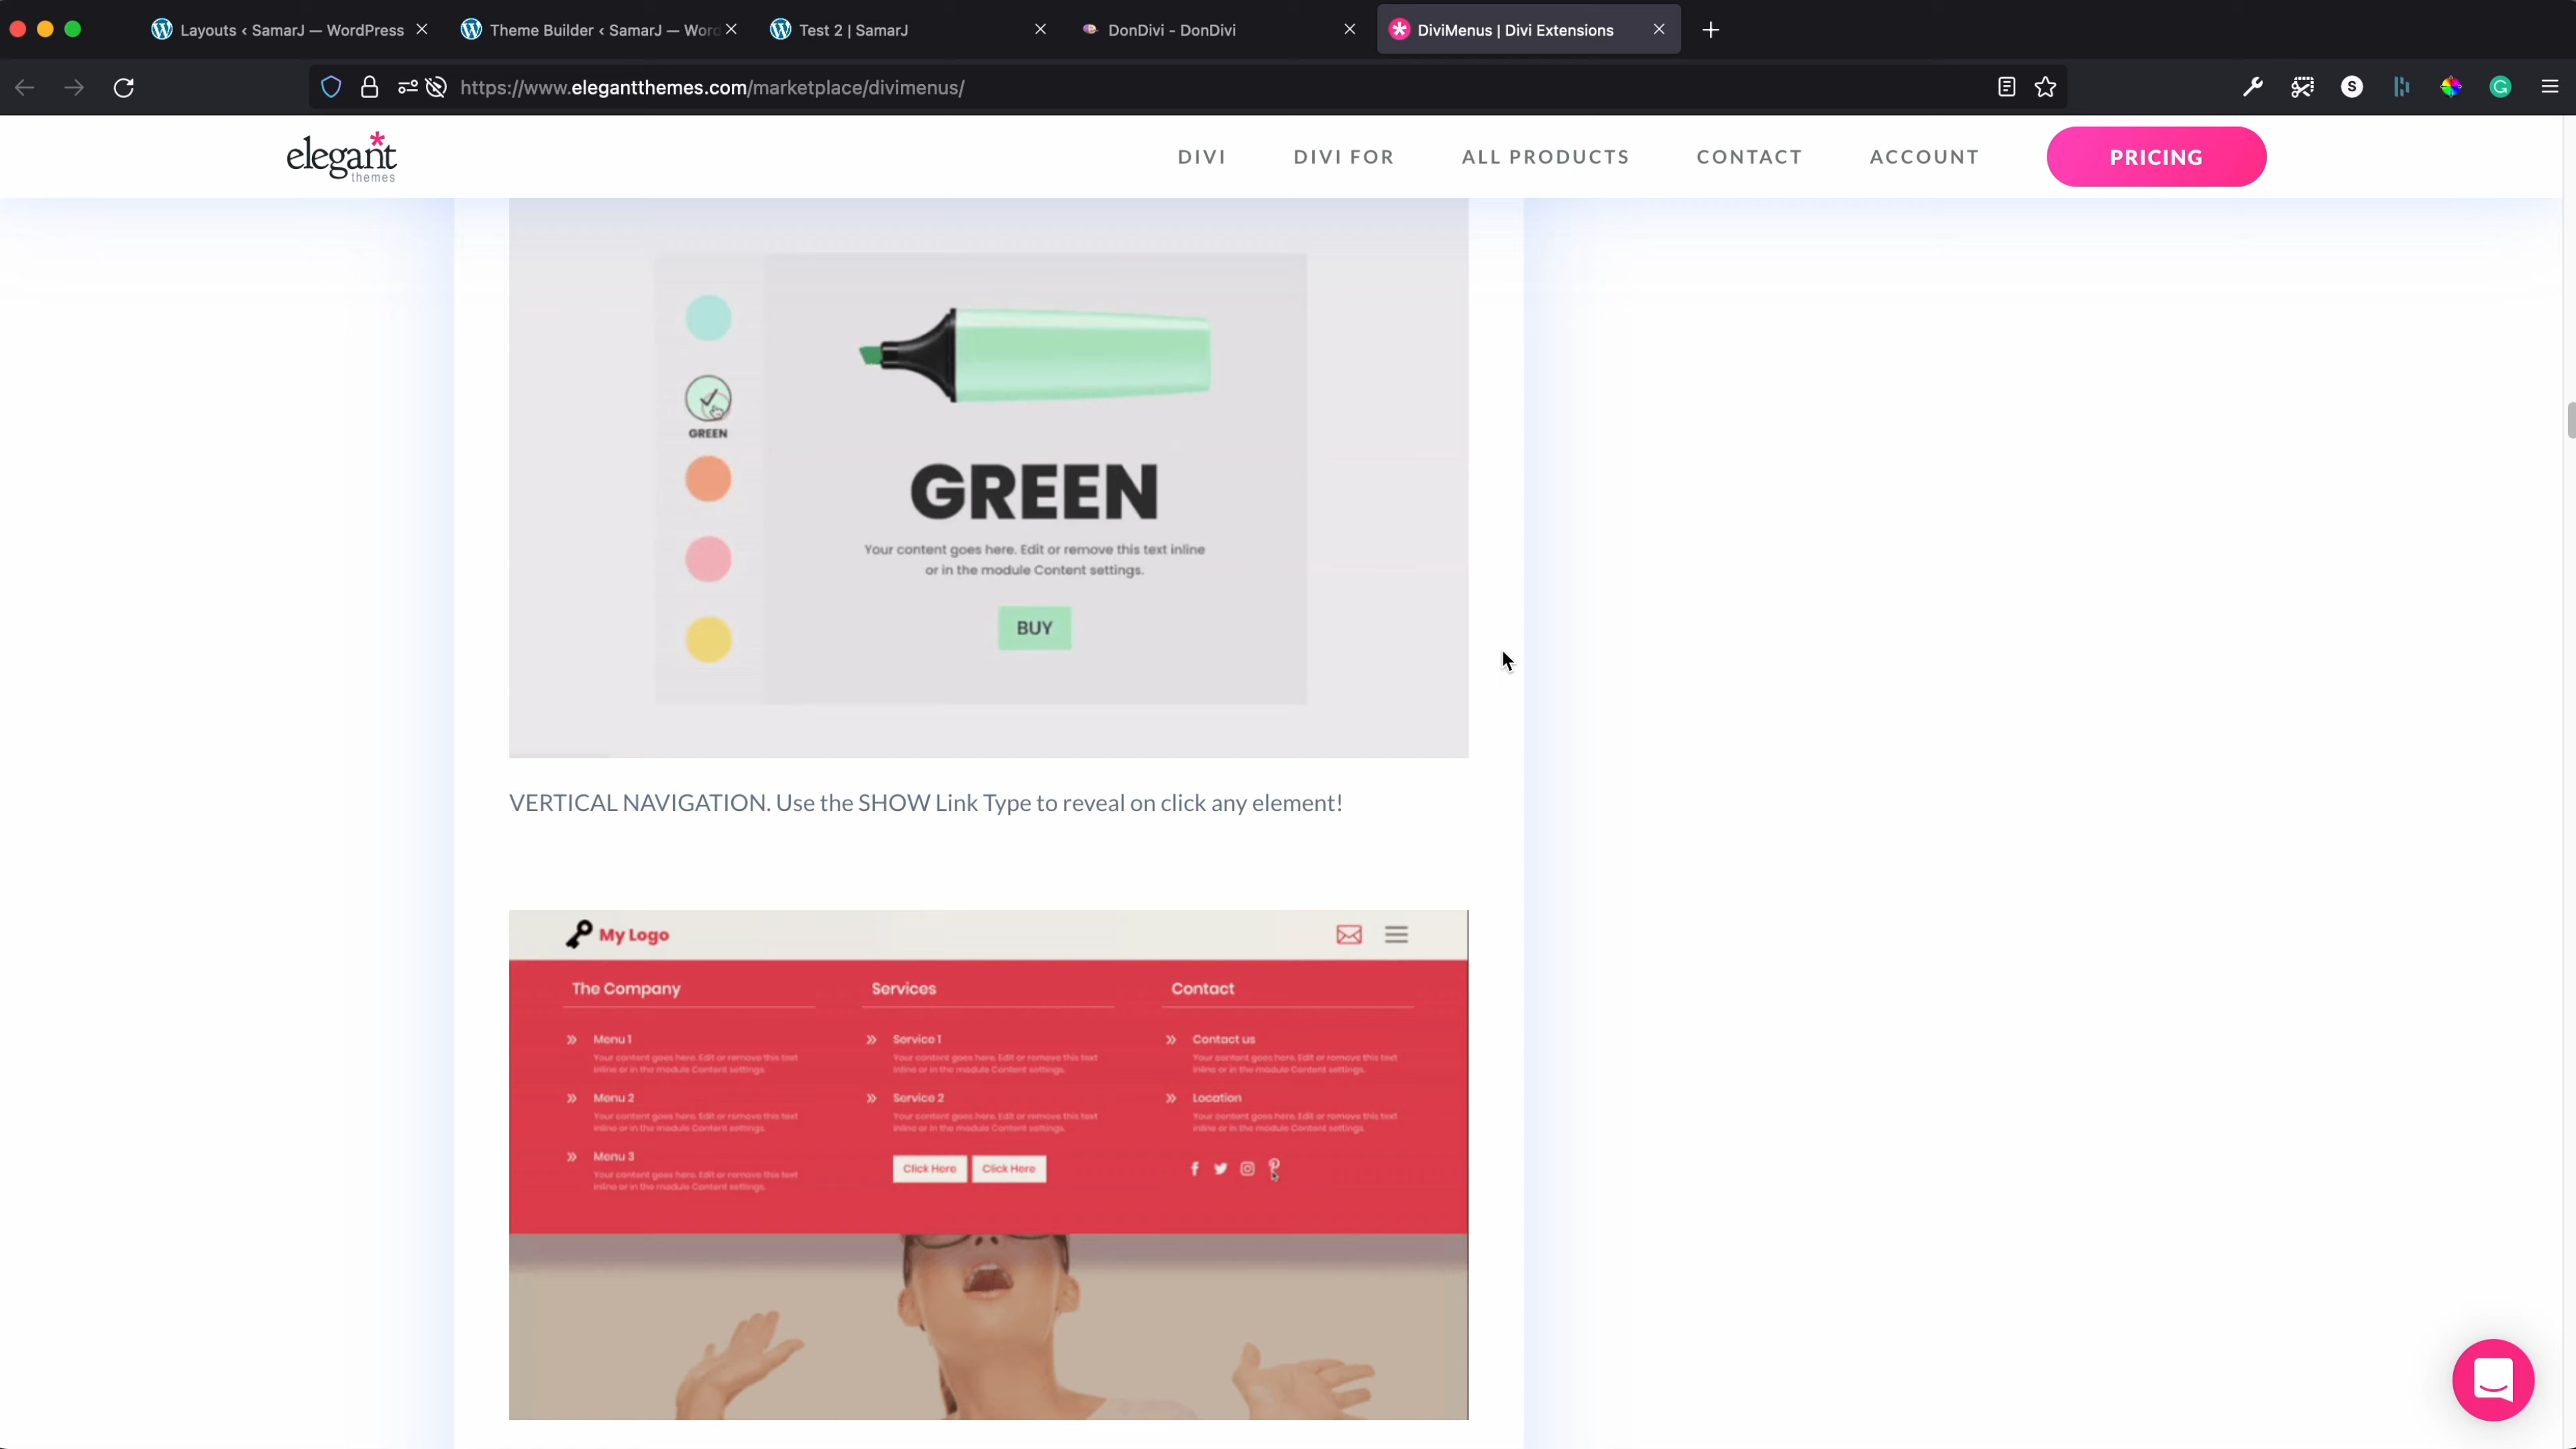 Layouts ‹ SamarJ — WordPress
Theme Builder ‹ SamarJ — Word
Test 2 | SamarJ
DonDivi - DonDivi
DiviMenus | Divi Extensions
https://www.elegantthemes.com/marketplace/divimenus/
S
G
elegant
themes
DIVI
DIVI FOR
ALL PRODUCTS
CONTACT
ACCOUNT
PRICING
GREEN
GREEN
Your content goes here. Edit or remove this text inline
or in the module Content settings.
BUY
VERTICAL NAVIGATION. Use the SHOW Link Type to reveal on click any element!
My Logo
The Company
Menu 1
Your content goes here. Edit or remove this text
inline or in the module Content settings.
Menu 2
Your content goes here. Edit or remove this text
inline or in the module Content settings.
Menu 3
Your content goes here. Edit or remove this text
inline or in the module Content settings.
Services
Service 1
Your content goes here. Edit or remove this text
inline or in the module Content settings.
Service 2
Your content goes here. Edit or remove this text
inline or in the module Content settings.
Click Here
Click Here
Contact
Contact us
Your content goes here. Edit or remove this text
inline or in the module Content settings.
Location
Your content goes here. Edit or remove this text
inline or in the module Content settings.